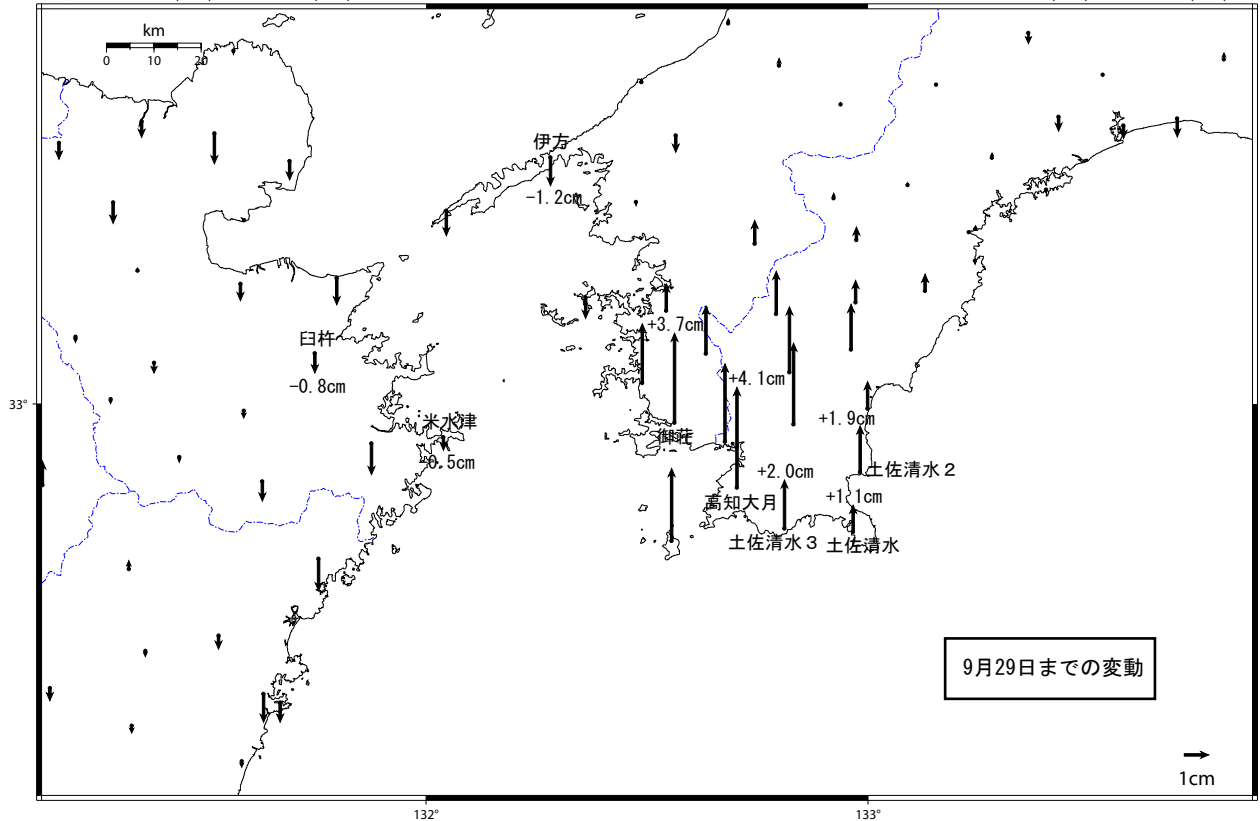 km
0 10 20
伊方
-1.2cm
+3.7cm
臼杵
-0.8cm
+4.1cm
33°
33°
米水津
-0.5cm
御荘
+1.9cm
土佐清水2
+2.0cm
高知大月
+1.1cm
土佐清水3
土佐清水
9月29日までの変動
1cm
132°
133°